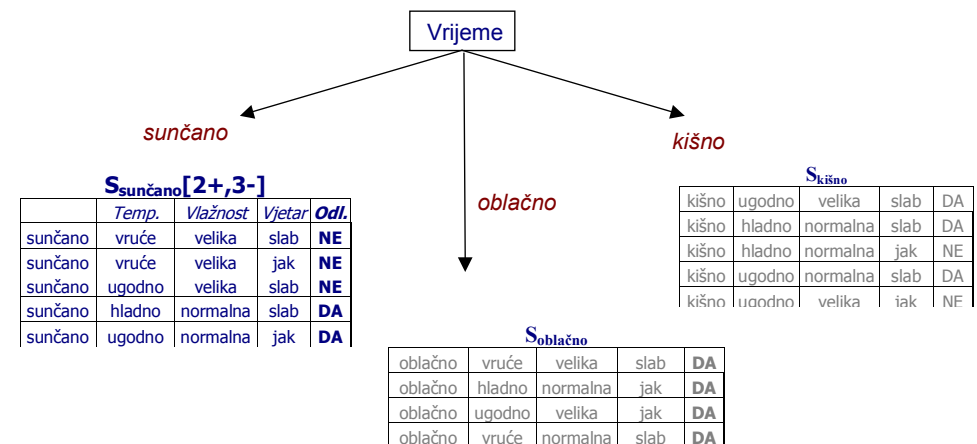 Vrijeme
sunčano
kišno
oblačno
Ssunčano[2+,3-]
Temp. Vlažnost Vjetar Odl.
sunčano vruće velika slab NE
sunčano vruće velika jak NE
sunčano ugodno velika slab NE
sunčano hladno normalna slab DA
sunčano ugodno normalna jak DA
Skišno
kišno ugodno velika slab DA
kišno hladno normalna slab DA
kišno hladno normalna jak NE
kišno ugodno normalna slab DA
kišno ugodno velika jak NE
Soblačno
oblačno vruće velika slab DA
oblačno hladno normalna jak DA
oblačno ugodno velika jak DA
oblačno vruće normalna slab DA